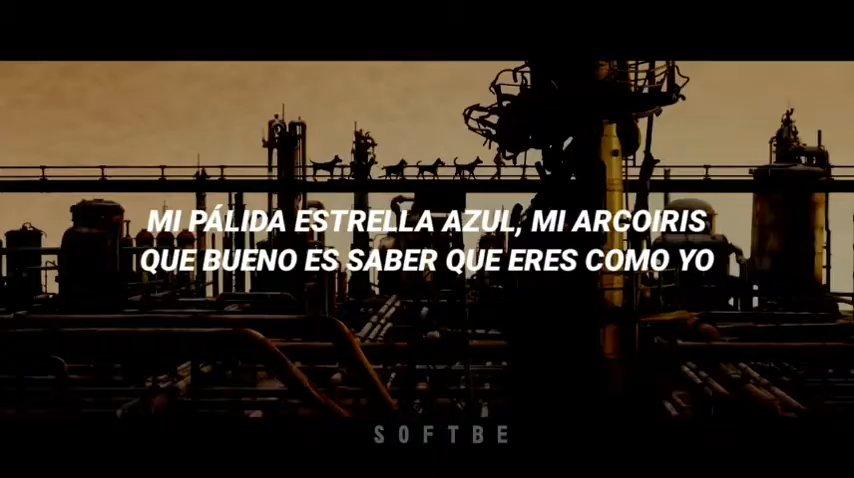 MI PÁLIDA ESTRELLA AZUL, MI ARCOIRIS
QUE BUENO ES SABER QUE ERES COMO YO
SOFTBE